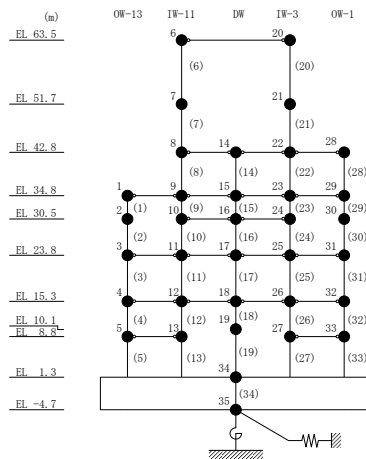 (m) OW-13 IW-11 DW IW-3 OW-1
EL 63.5 6 20
(6) (20)
EL 51.7 7 21
(7) (21)
EL 42.8 8 14 22 28
(8) (14) (22) (28)
EL 34.8 1 9 15 23 29
(1) (9) (15) (23) (29)
EL 30.5 2 10 16 24 30
(2) (10) (16) (24) (30)
EL 23.8 3 11 17 25 31
(3) (11) (17) (25) (31)
EL 15.3 4 12 18 26 32
(4) (12) (18) (26) (32)
EL 10.1 19
EL 8.8 5 13 27 33
(5) (13) (19) (27) (33)
EL 1.3 34
(34)
EL -4.7 35